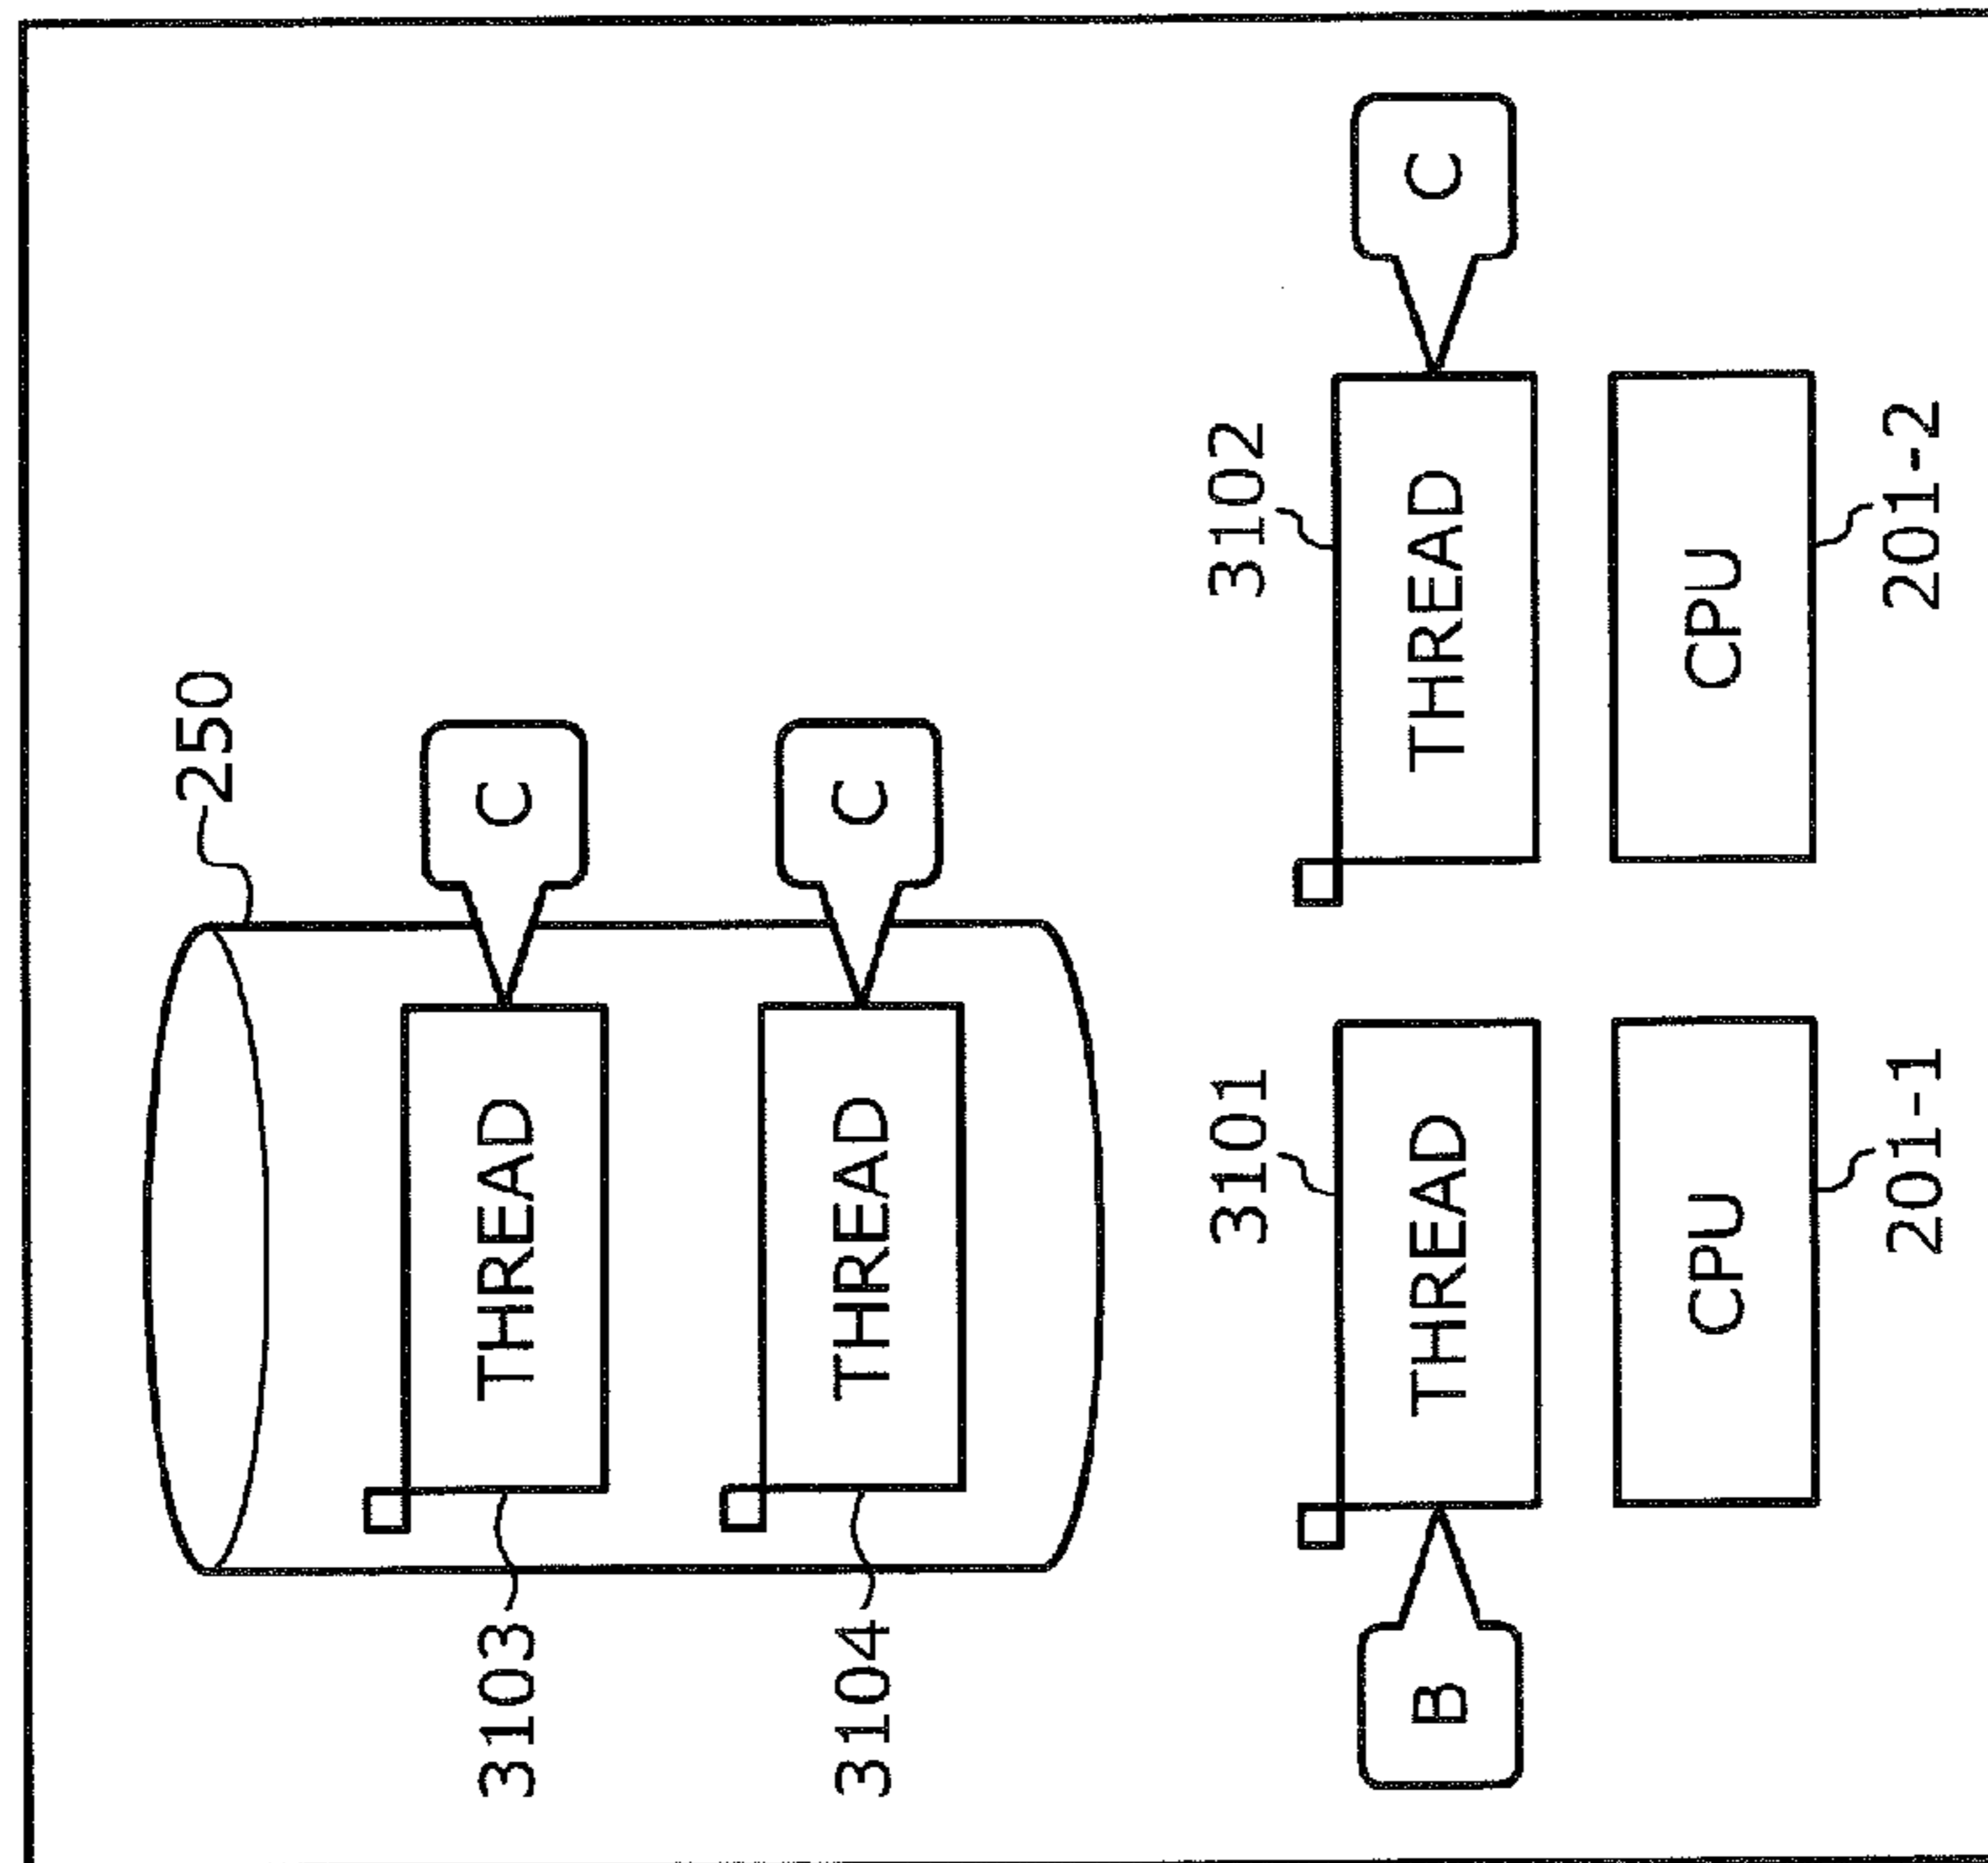 250
3103 THREAD C
3104 THREAD C
3101 3102
B THREAD THREAD C
CPU CPU
201-1 201-2